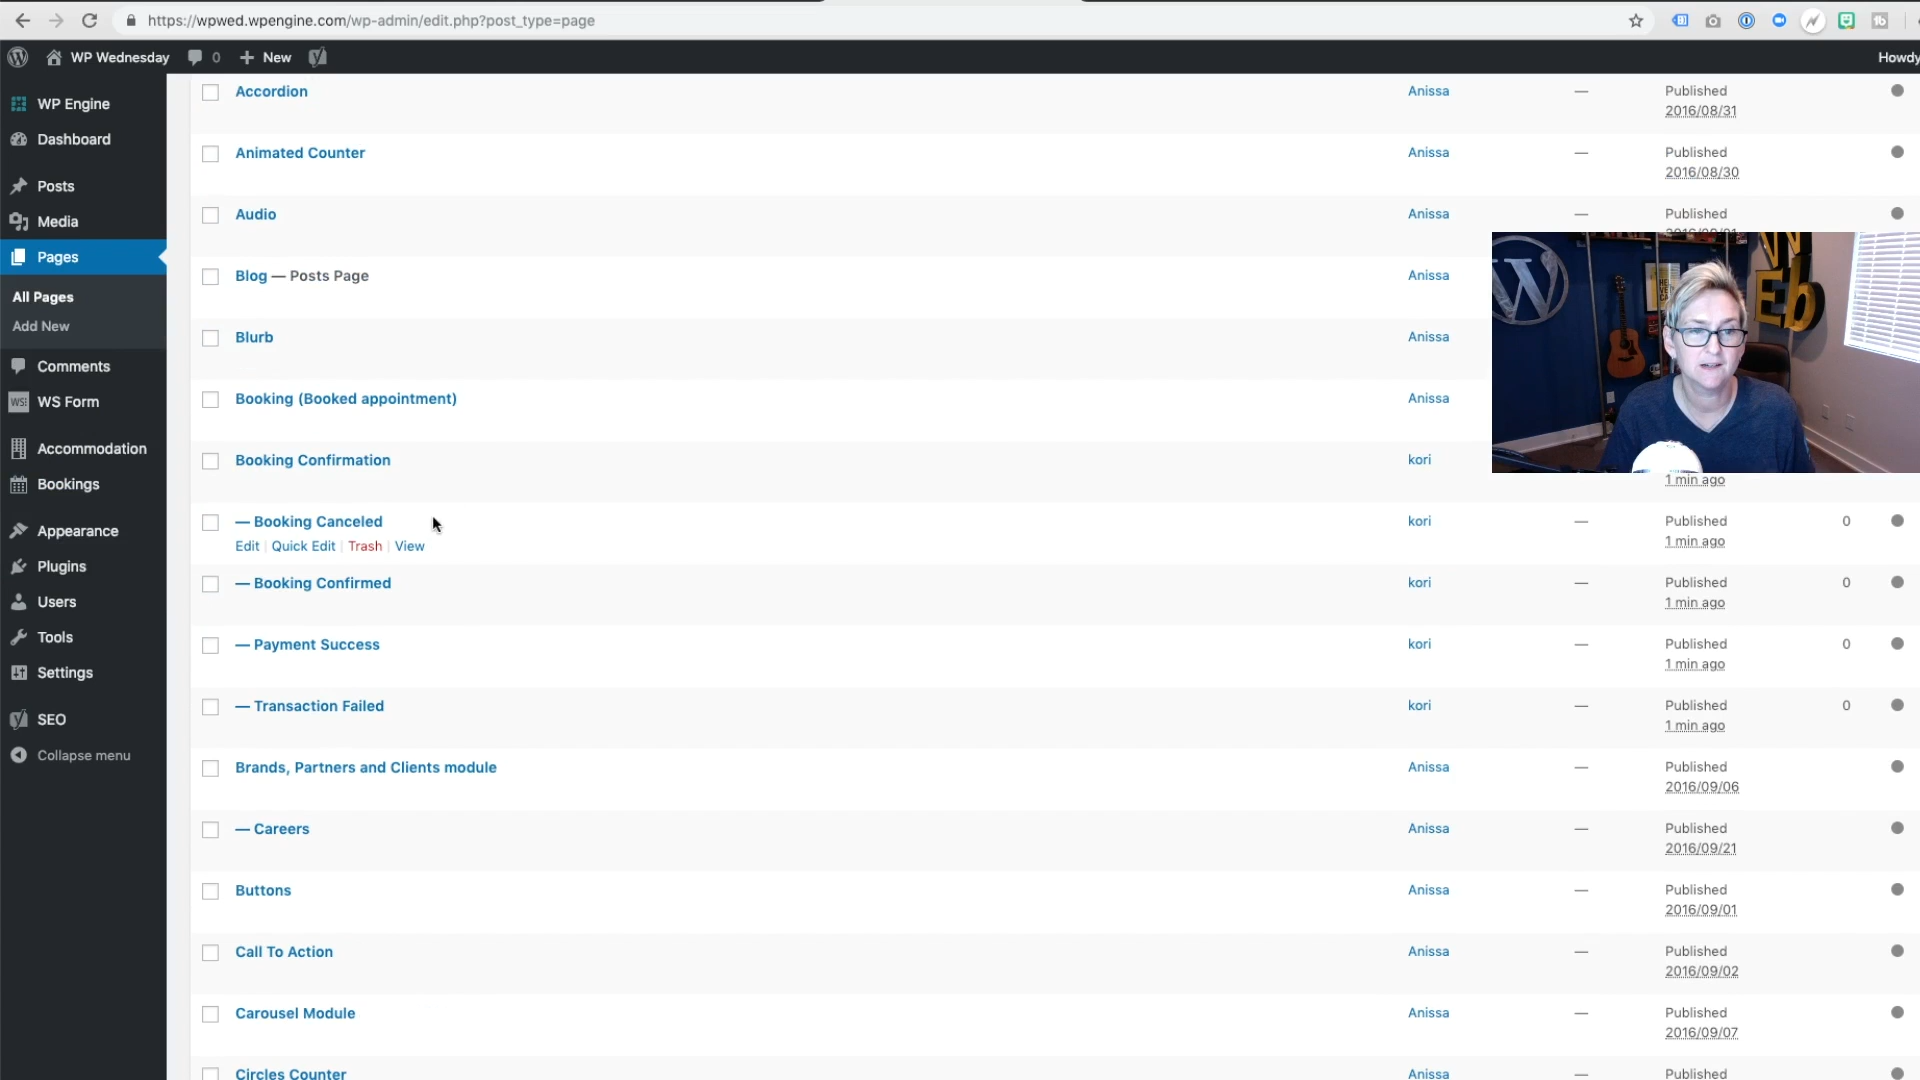 https://wpwed.wpengine.com/wp-admin/edit.php?post_type=page
WP Wednesday 0 New Howdy
WP Engine
Dashboard
Posts
Media
Pages
All Pages
Add New
Comments
WS Form
Accommodation
Bookings
Appearance
Plugins
Users
Tools
Settings
SEO
Collapse menu
Accordion Anissa — Published
2016/08/31
Animated Counter Anissa — Published
2016/08/30
Audio Anissa — Published
Blog — Posts Page Anissa
Blurb Anissa
Booking (Booked appointment) Anissa
Booking Confirmation kori
1 min ago
— Booking Canceled kori — Published 0
1 min ago
Edit | Quick Edit | Trash | View
— Booking Confirmed kori — Published 0
1 min ago
— Payment Success kori — Published 0
1 min ago
— Transaction Failed kori — Published 0
1 min ago
Brands, Partners and Clients module Anissa — Published
2016/09/06
— Careers Anissa — Published
2016/09/21
Buttons Anissa — Published
2016/09/01
Call To Action Anissa — Published
2016/09/02
Carousel Module Anissa — Published
2016/09/07
Circles Counter Anissa — Published